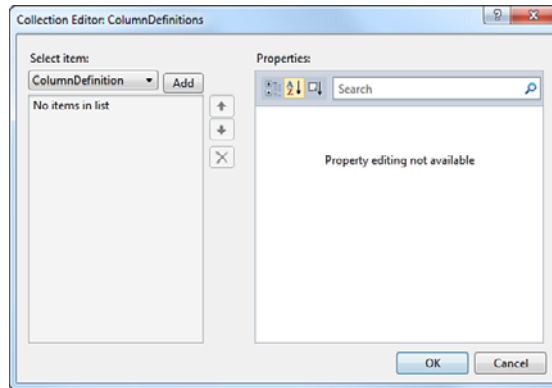 Collection Editor: ColumnDefinitions
Select item:
ColumnDefinition
Add
No items in list
Properties:
Search
Property editing not available
OK
Cancel